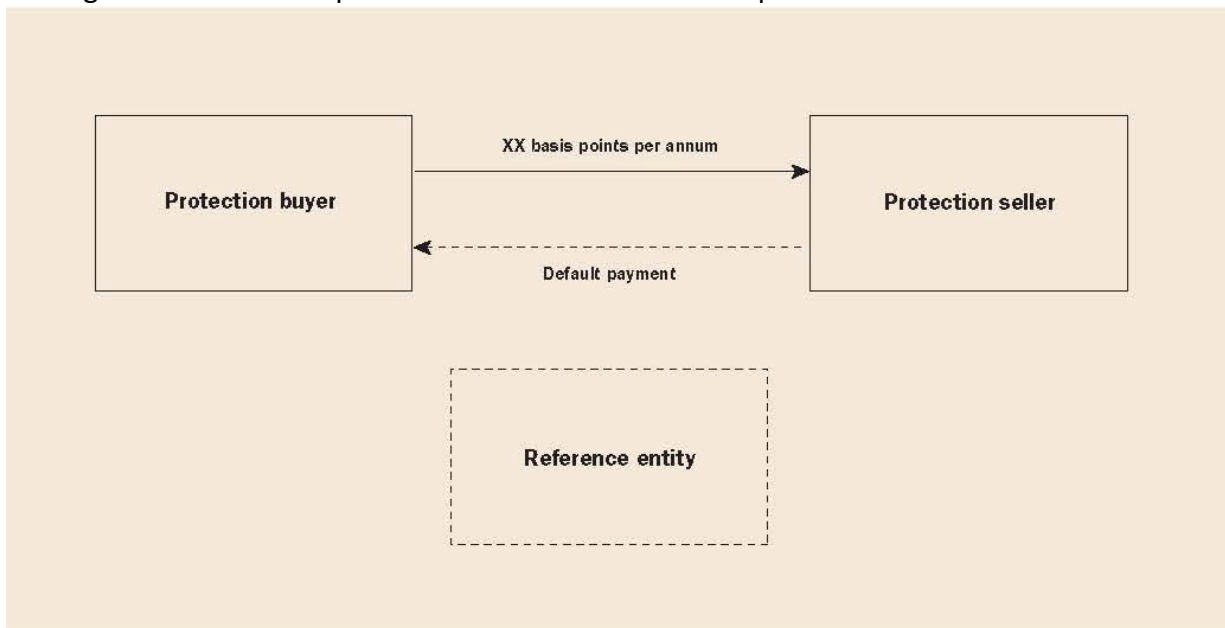 XX basis points per annum
Protection buyer
Protection seller
Default payment
Reference entity